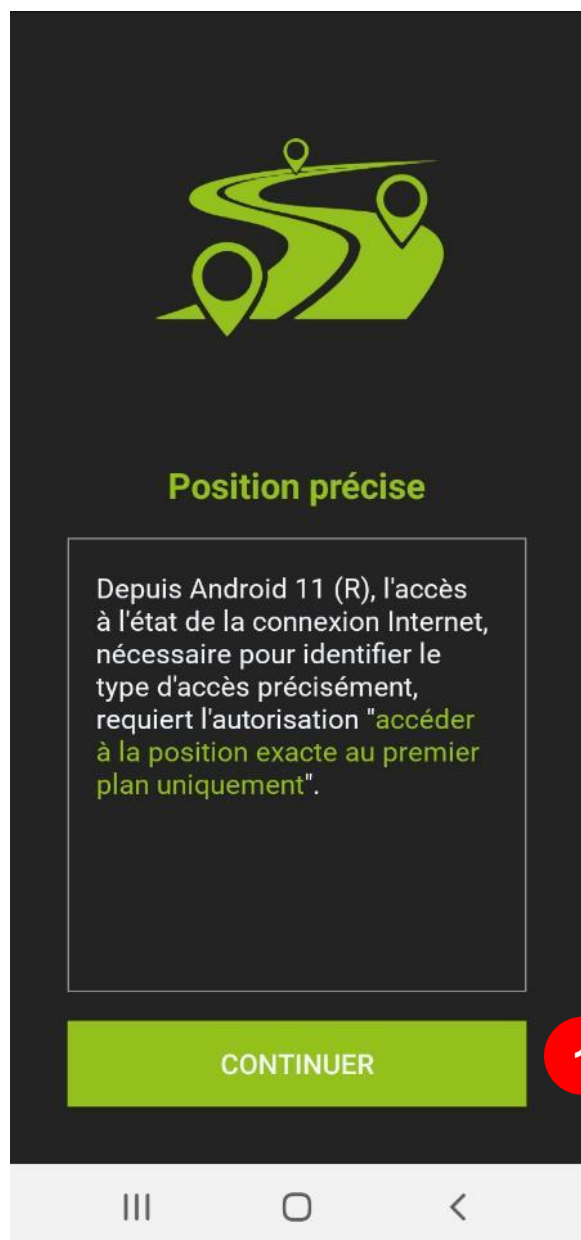 Position précise
Depuis Android 11 (R), l'accès
à l'état de la connexion Internet,
nécessaire pour identifier le
type d'accès précisément,
requiert l'autorisation "accéder
à la position exacte au premier
plan uniquement".
CONTINUER